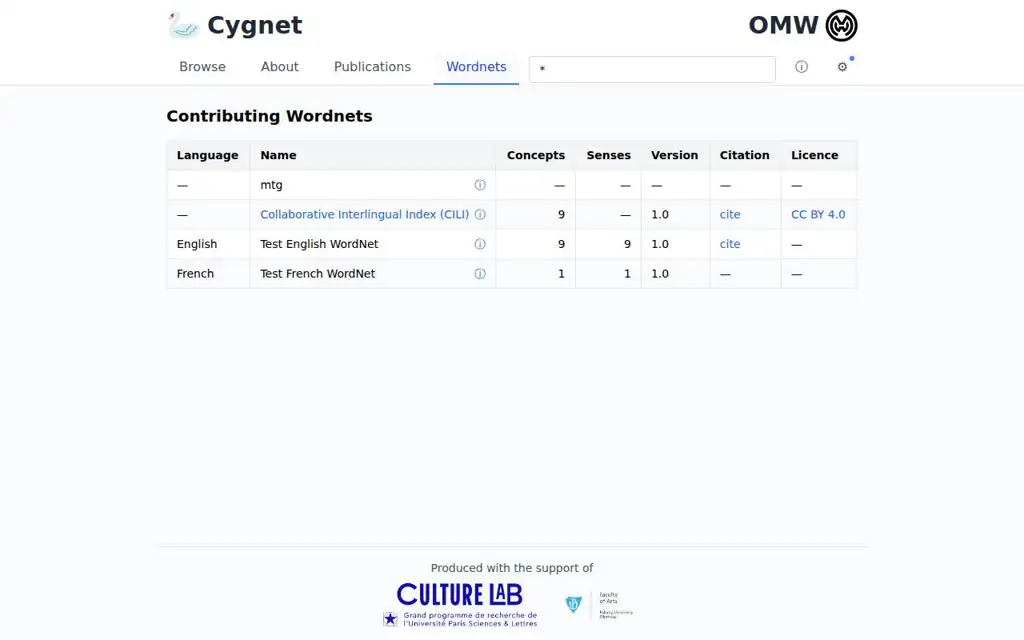 Cygnet
OMW
Browse About Publications Wordnets * ⓘ ⚙
Contributing Wordnets
Language Name Concepts Senses Version Citation Licence
— mtg ⓘ — — — — —
— Collaborative Interlingual Index (CILI) ⓘ 9 — 1.0 cite CC BY 4.0
English Test English WordNet ⓘ 9 9 1.0 cite —
French Test French WordNet ⓘ 1 1 1.0 — —
Produced with the support of
CULTURE LAB
Grand programme de recherche de
l'Université Paris Sciences & Lettres
Faculty
of Arts